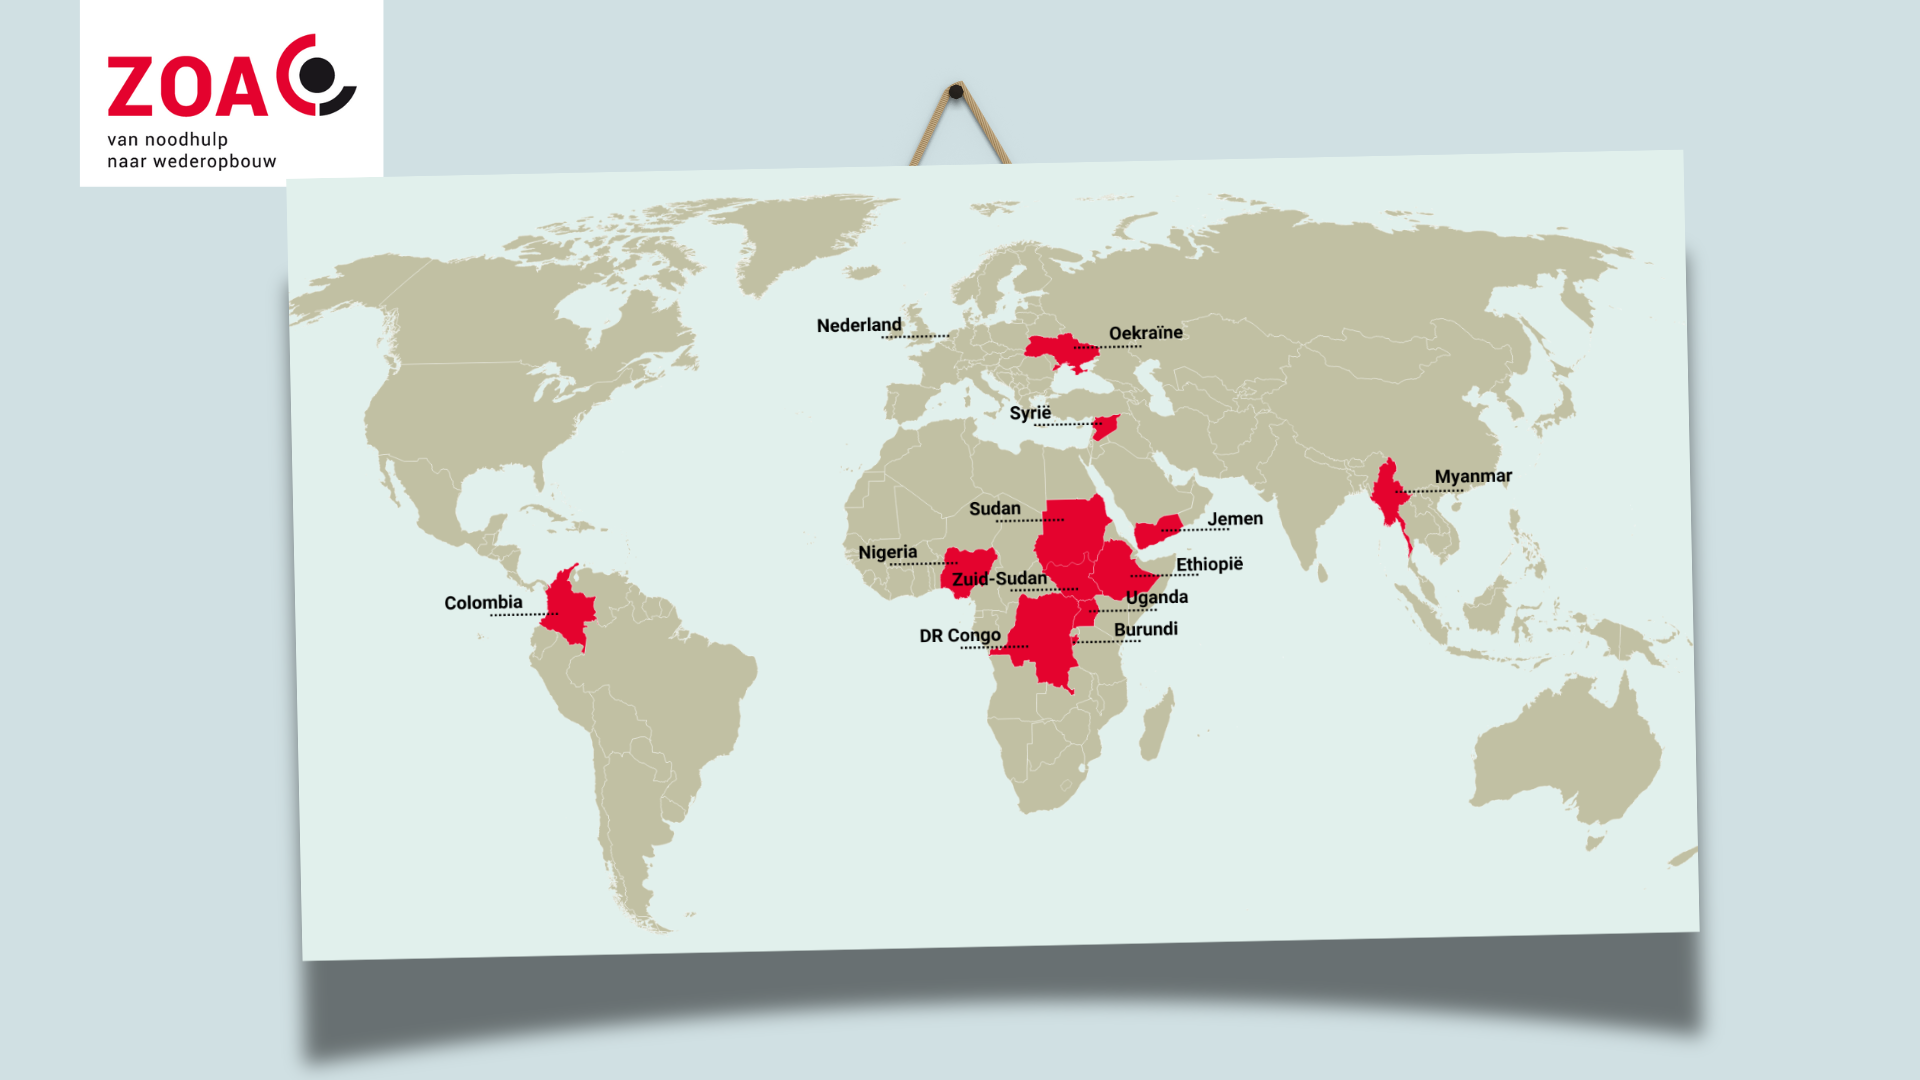 ZOA
van noodhulp
naar wederopbouw
Nederland
Oekraïne
Syrië
Myanmar
Sudan
Jemen
Nigeria
Ethiopië
Zuid-Sudan
Uganda
Colombia
Burundi
DR Congo